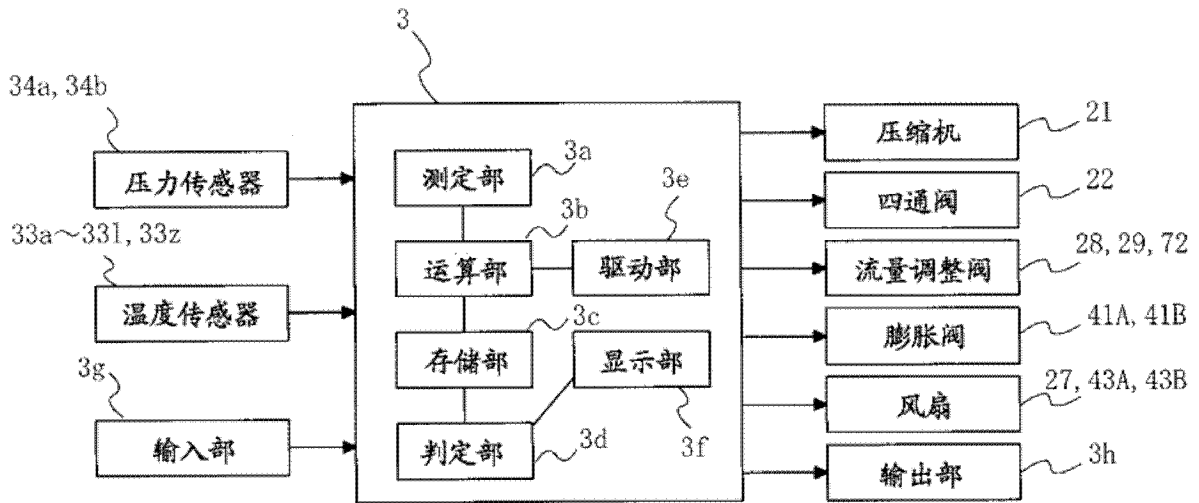 3
34a, 34b
压力传感器
33a～33l, 33z
温度传感器
3g
输入部
测定部
3a
3b
运算部
3e
驱动部
3c
存储部
显示部
3f
判定部
3d
压缩机
21
四通阀
22
流量调整阀
28, 29, 72
膨胀阀
41A, 41B
风扇
27, 43A, 43B
输出部
3h